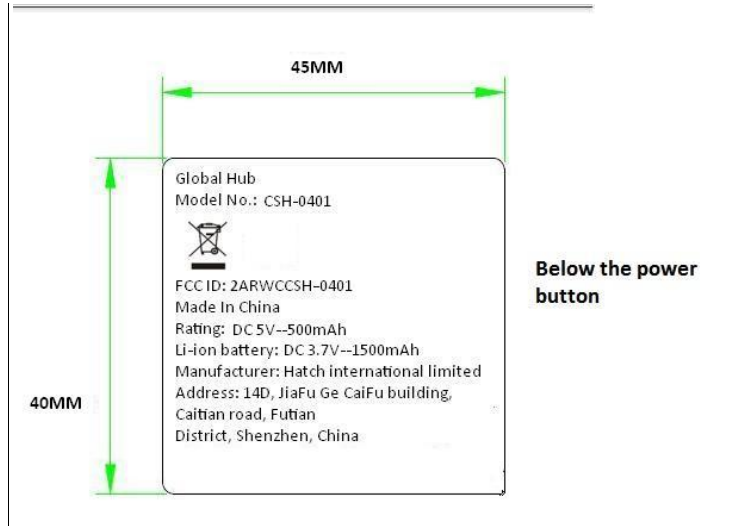 45MM
Global Hub
Model No.: CSH-0401
FCC ID: 2ARWCCSH-0401
Made In China
Rating: DC 5V--500mAh
Li-ion battery: DC 3.7V--1500mAh
Manufacturer: Hatch international limited
Address: 14D, JiaFu Ge CaiFu building,
Caitian road, Futian
District, Shenzhen, China
Below the power
button
40MM